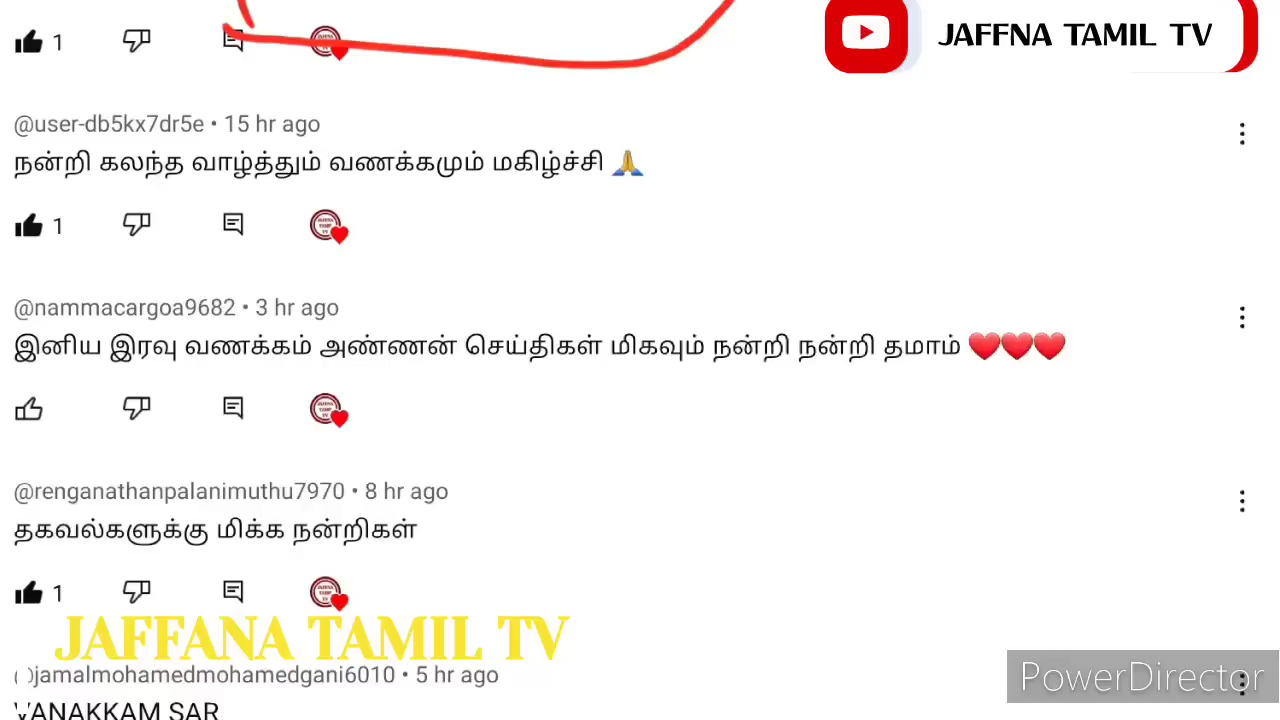 1
JAFFNA TAMIL TV
@user-db5kx7dr5e • 15 hr ago
நன்றி கலந்த வாழ்த்தும் வணக்கமும் மகிழ்ச்சி 🙏
1
@nammacargoa9682 • 3 hr ago
இனிய இரவு வணக்கம் அண்ணன் செய்திகள் மிகவும் நன்றி நன்றி தமாம் ❤️❤️❤️
@renganathanpalanimuthu7970 • 8 hr ago
தகவல்களுக்கு மிக்க நன்றிகள்
1
JAFFANA TAMIL TV
@jamalmohamedmohamedgani6010 • 5 hr ago
PowerDirector
VANAKKAM SAR